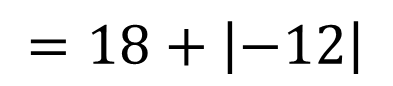 = 18 + |−12|